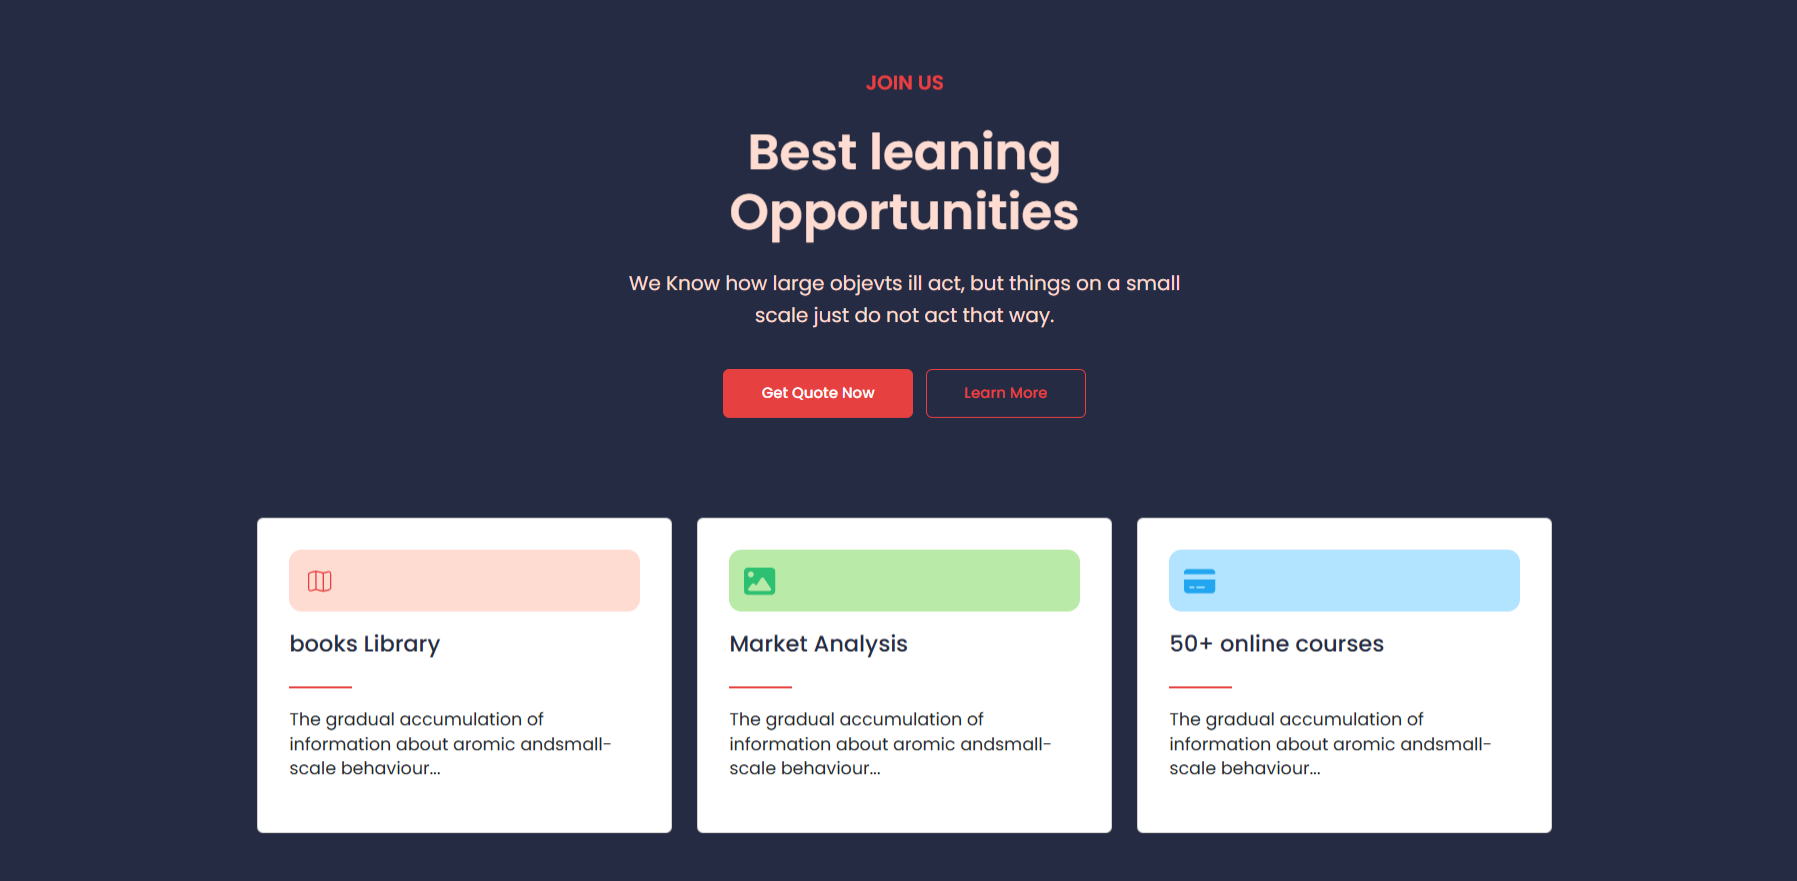 JOIN US
Best leaning
Opportunities
We Know how large objevts ill act, but things on a small
scale just do not act that way.
Get Quote Now
Learn More
books Library
The gradual accumulation of
information about aromic andsmall-
scale behaviour...
Market Analysis
The gradual accumulation of
information about aromic andsmall-
scale behaviour...
50+ online courses
The gradual accumulation of
information about aromic andsmall-
scale behaviour...